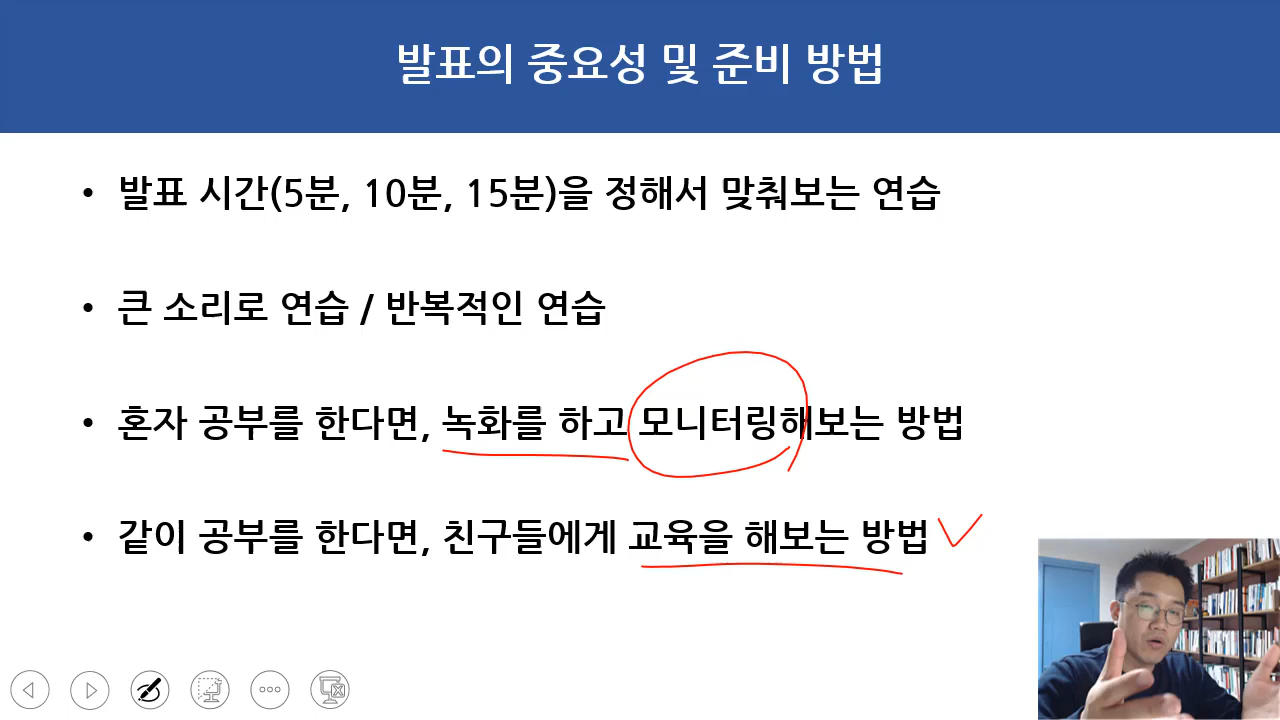 발표의 중요성 및 준비 방법
• 발표 시간(5분, 10분, 15분)을 정해서 맞춰보는 연습
• 큰 소리로 연습 / 반복적인 연습
• 혼자 공부를 한다면, 녹화를 하고 모니터링해보는 방법
• 같이 공부를 한다면, 친구들에게 교육을 해보는 방법